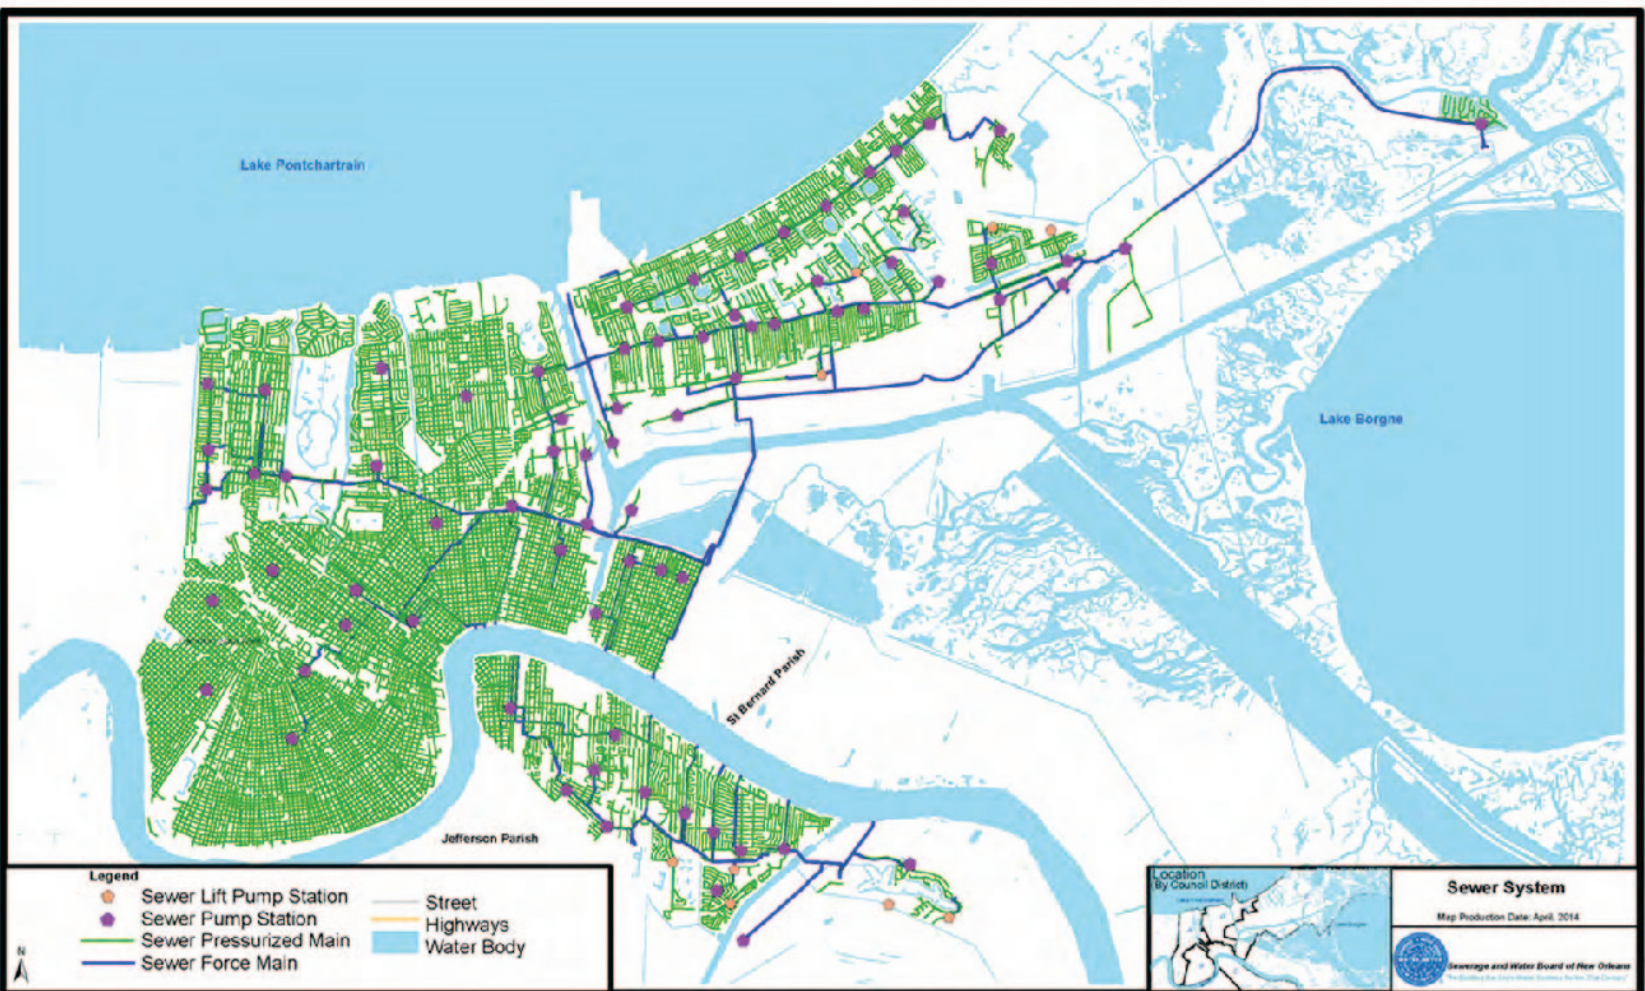 Lake Pontchartrain
Lake Borgne
St Bernard Parish
Jefferson Parish
Legend
Sewer Lift Pump Station
Sewer Pump Station
Sewer Pressurized Main
Sewer Force Main
Street
Highways
Water Body
N
Location
(By Council District)
Sewer System
Map Production Date: April, 2014
Sewerage and Water Board of New Orleans